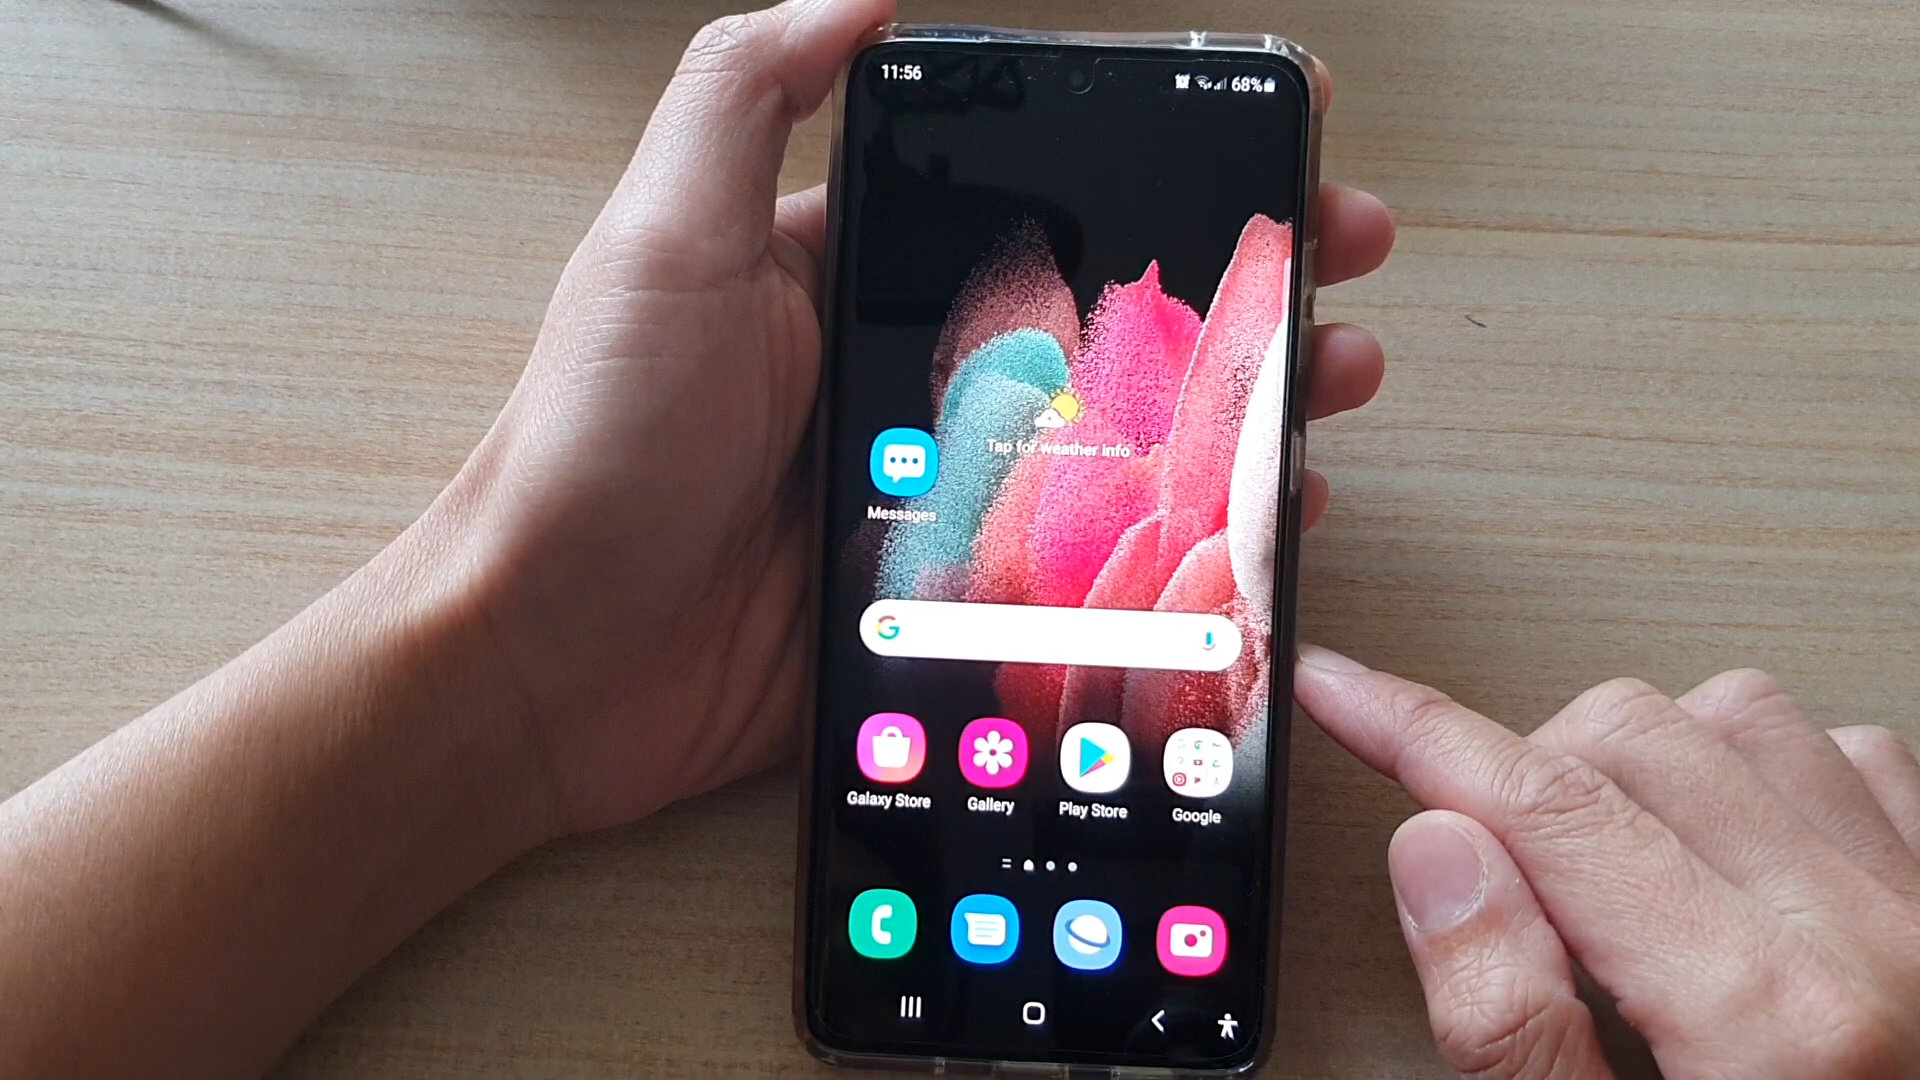 11:56
68%
Tap for weather info
Messages
G
Galaxy Store
Gallery
Play Store
Google